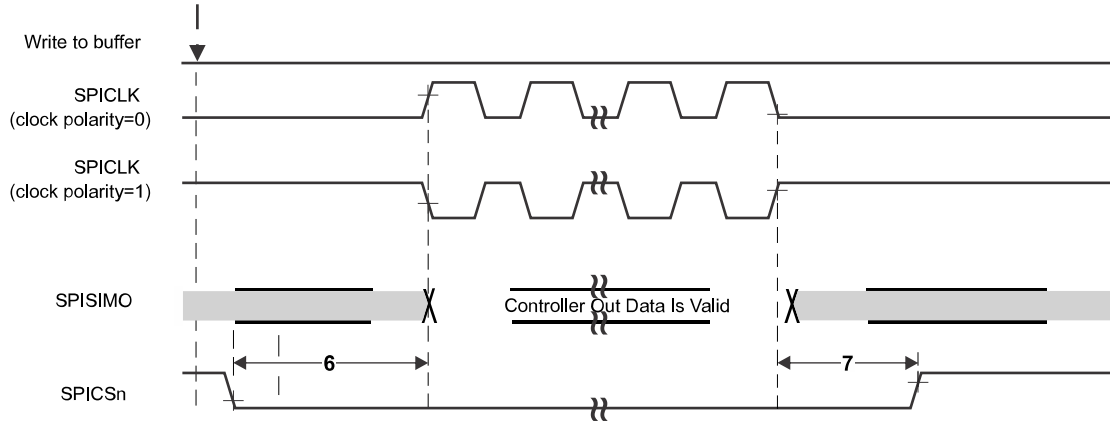 Write to buffer
SPICLK
(clock polarity=0)
SPICLK
(clock polarity=1)
SPISIMO
Controller Out Data Is Valid
6
7
SPICSn